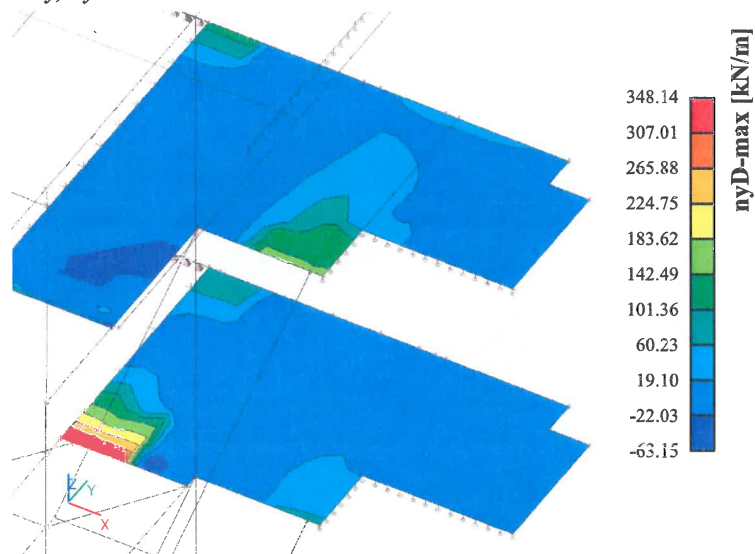 nyD-max [kN/m]
348.14
307.01
265.88
224.75
183.62
142.49
101.36
60.23
19.10
-22.03
-63.15
Z
Y
X